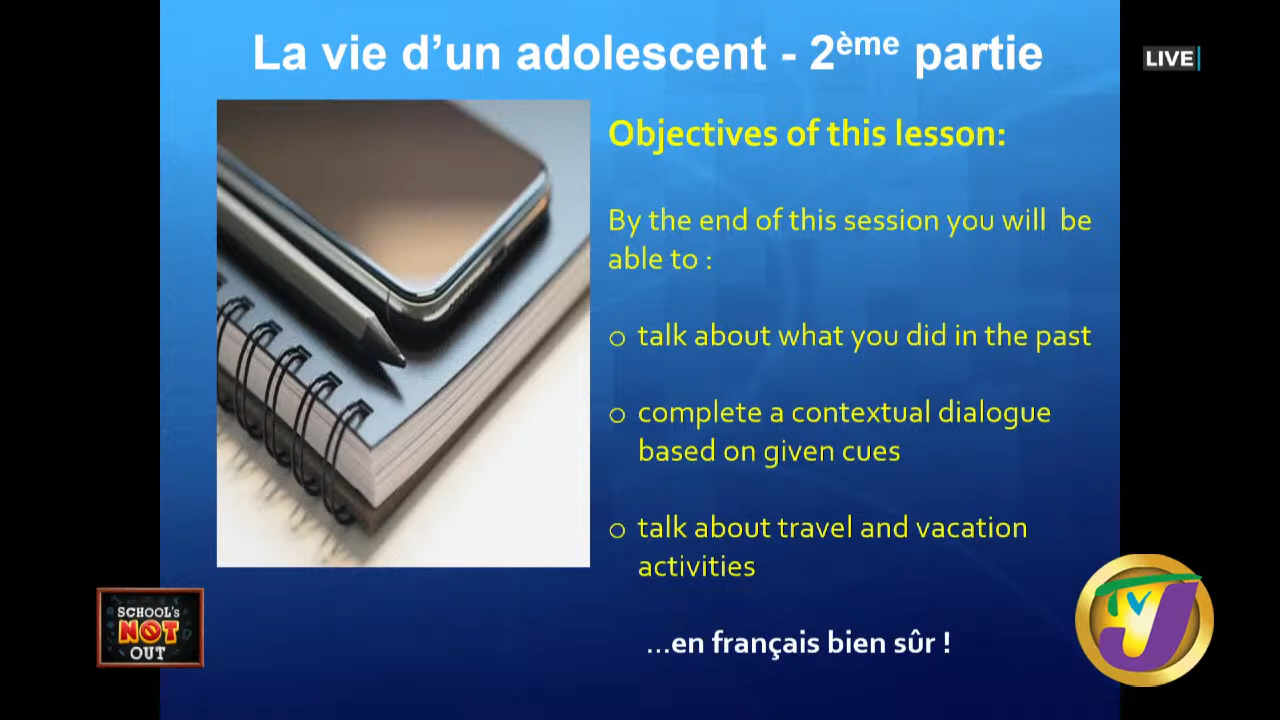 La vie d’un adolescent - 2ème partie
LIVE
Objectives of this lesson:
By the end of this session you will be
able to :
o talk about what you did in the past
o complete a contextual dialogue
based on given cues
o talk about travel and vacation
activities
...en français bien sûr !
SCHOOL's
NOT
OUT
TVJ